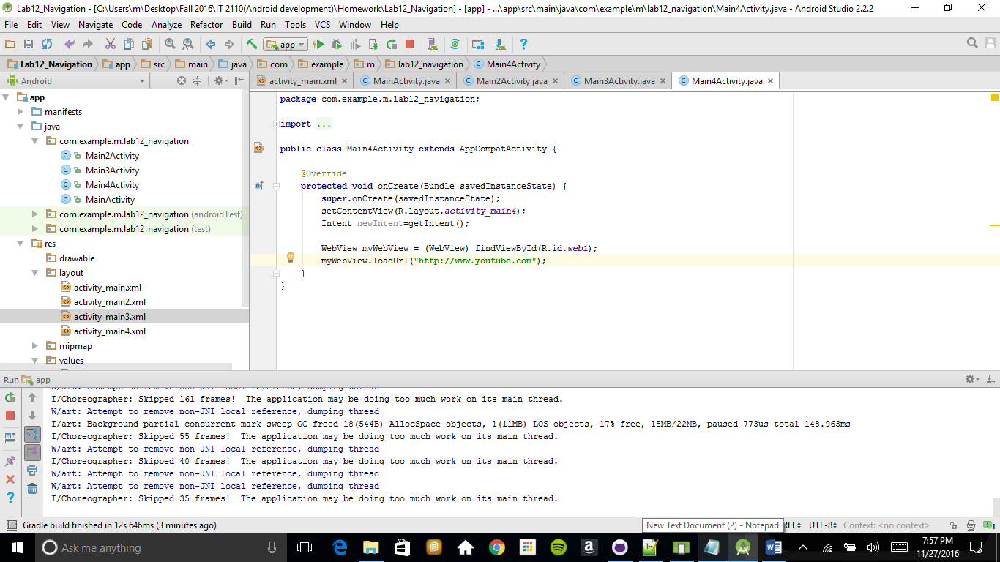 Lab12_Navigation - [C:\Users\m\Desktop\Fall 2016\IT 2110(Android development)\Homework\Lab12_Navigation] - [app] - ...\app\src\main\java\com\example\m\lab12_navigation\Main4Activity.java - Android Studio 2.2.2
File Edit View Navigate Code Analyze Refactor Build Run Tools VCS Window Help
app
Lab12_Navigation app src main java com example m lab12_navigation Main4Activity
Android
activity_main.xml MainActivity.java Main2Activity.java Main3Activity.java Main4Activity.java
app
manifests
java
com.example.m.lab12_navigation
Main2Activity
Main3Activity
Main4Activity
MainActivity
com.example.m.lab12_navigation (androidTest)
com.example.m.lab12_navigation (test)
res
drawable
layout
activity_main.xml
activity_main2.xml
activity_main3.xml
activity_main4.xml
mipmap
values
package com.example.m.lab12_navigation;
import ...
public class Main4Activity extends AppCompatActivity {
@Override
protected void onCreate(Bundle savedInstanceState) {
super.onCreate(savedInstanceState);
setContentView(R.layout.activity_main4);
Intent newIntent=getIntent();
WebView myWebView = (WebView) findViewById(R.id.web1);
myWebView.loadUrl("http://www.youtube.com");
}
}
Run app
W/art: Attempt to remove non-JNI local reference, dumping thread
I/Choreographer: Skipped 161 frames!  The application may be doing too much work on its main thread.
W/art: Attempt to remove non-JNI local reference, dumping thread
I/art: Background partial concurrent mark sweep GC freed 18(544B) AllocSpace objects, 1(11MB) LOS objects, 17% free, 18MB/22MB, paused 773us total 148.963ms
I/Choreographer: Skipped 55 frames!  The application may be doing too much work on its main thread.
W/art: Attempt to remove non-JNI local reference, dumping thread
I/Choreographer: Skipped 40 frames!  The application may be doing too much work on its main thread.
W/art: Attempt to remove non-JNI local reference, dumping thread
W/art: Attempt to remove non-JNI local reference, dumping thread
I/Choreographer: Skipped 35 frames!  The application may be doing too much work on its main thread.
Gradle build finished in 12s 646ms (3 minutes ago)
New Text Document (2) - Notepad
RLF UTF-8 Context: <no context> 1
Ask me anything
7:57 PM
11/27/2016